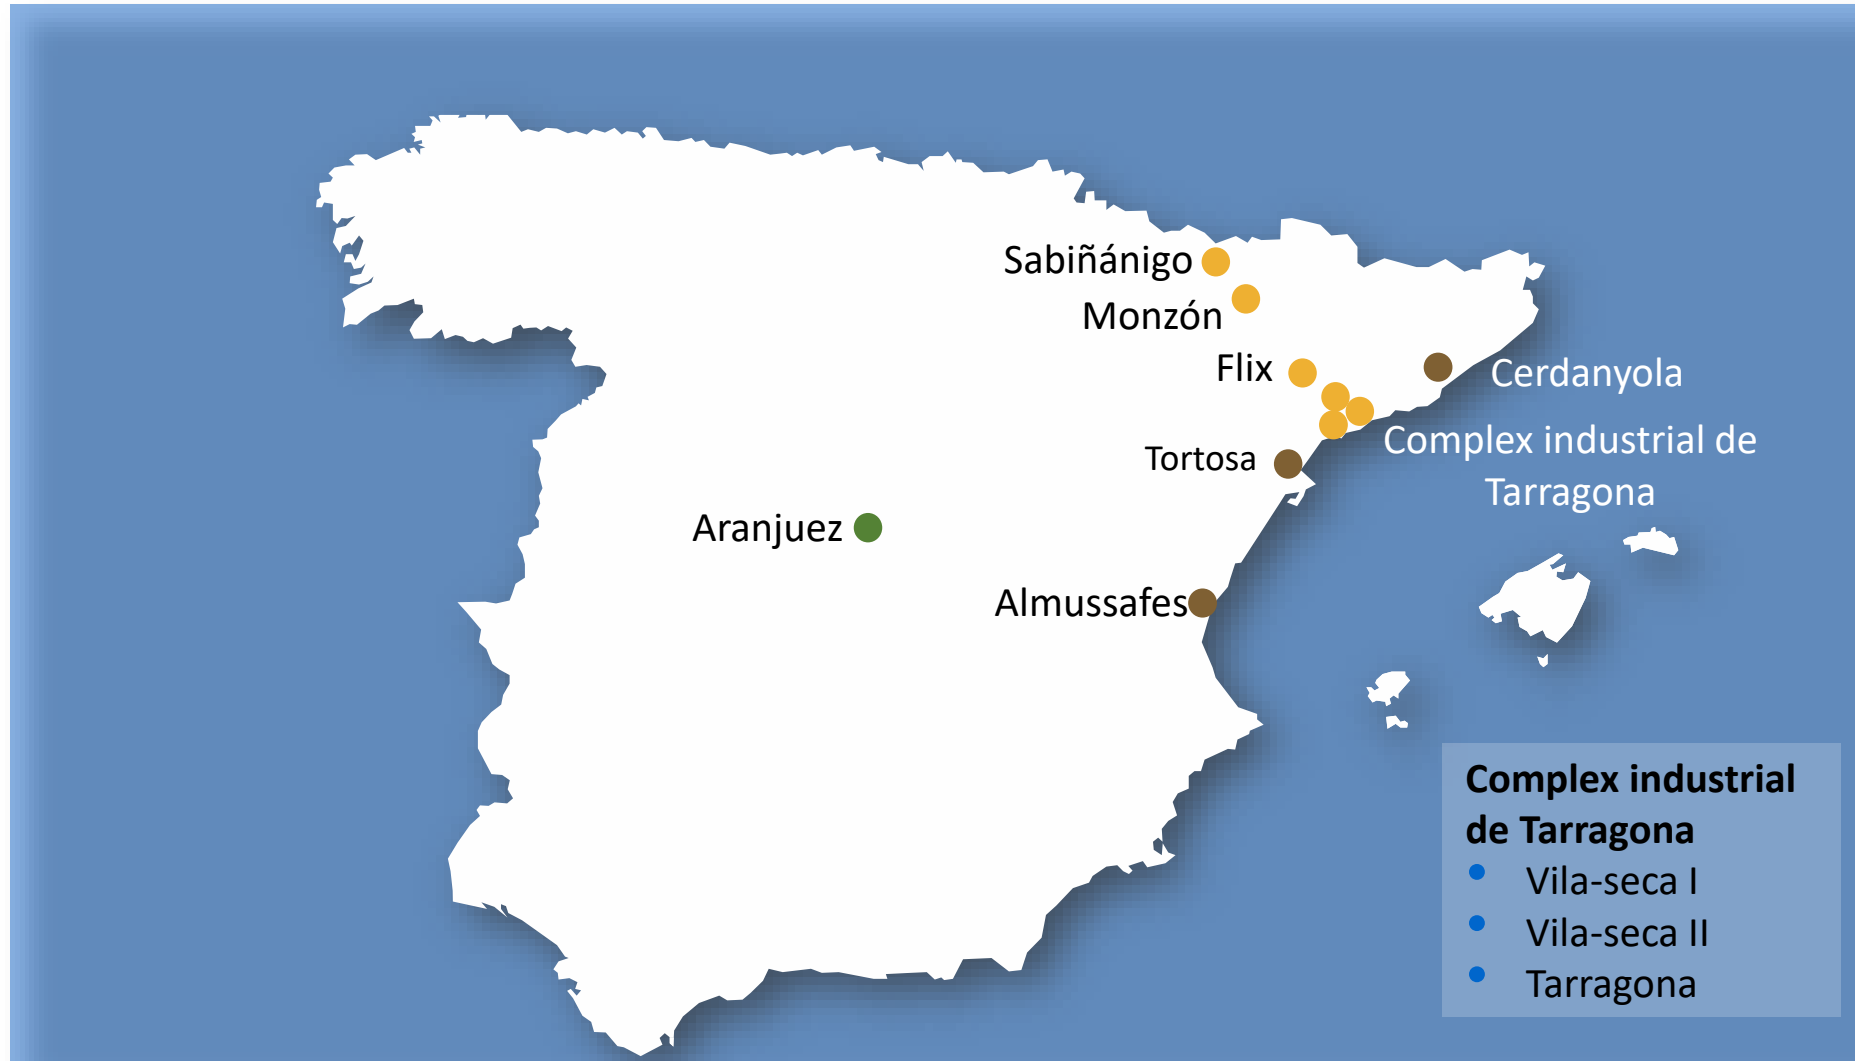 Sabiñánigo
Monzón
Flix
Cerdanyola
Complex industrial de
Tarragona
Tortosa
Aranjuez
Almussafes
Complex industrial
de Tarragona
• Vila-seca I
• Vila-seca II
• Tarragona